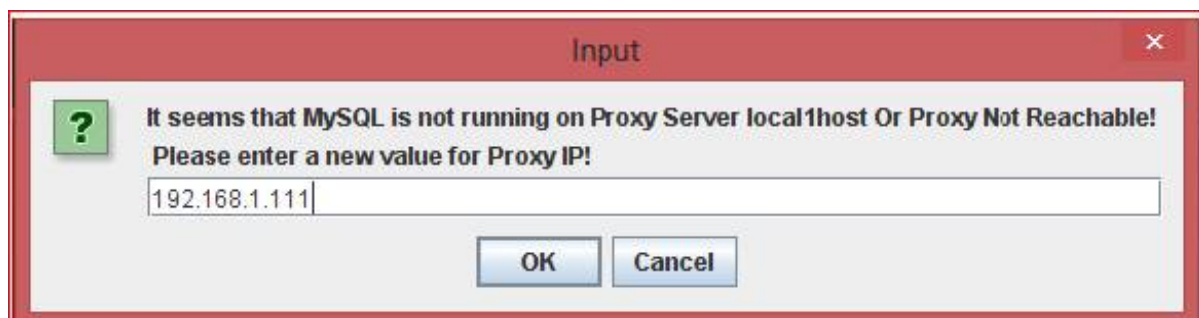 Input
It seems that MySQL is not running on Proxy Server local1host Or Proxy Not Reachable!
Please enter a new value for Proxy IP!
192.168.1.111
OK Cancel